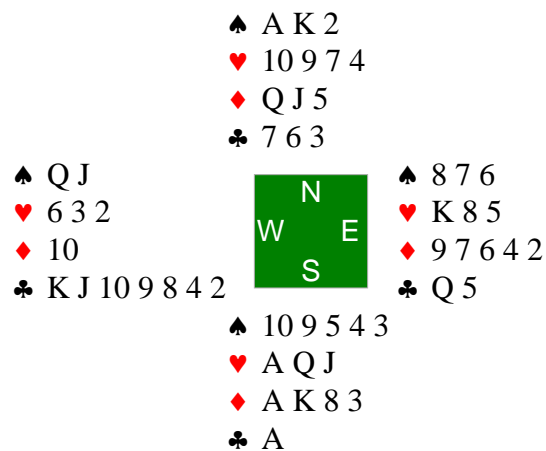 ♠ A K 2
♥ 10 9 7 4
♦ Q J 5
♣ 7 6 3
♠ Q J
♥ 6 3 2
♦ 10
♣ K J 10 9 8 4 2
N
W E
S
♠ 8 7 6
♥ K 8 5
♦ 9 7 6 4 2
♣ Q 5
♠ 10 9 5 4 3
♥ A Q J
♦ A K 8 3
♣ A